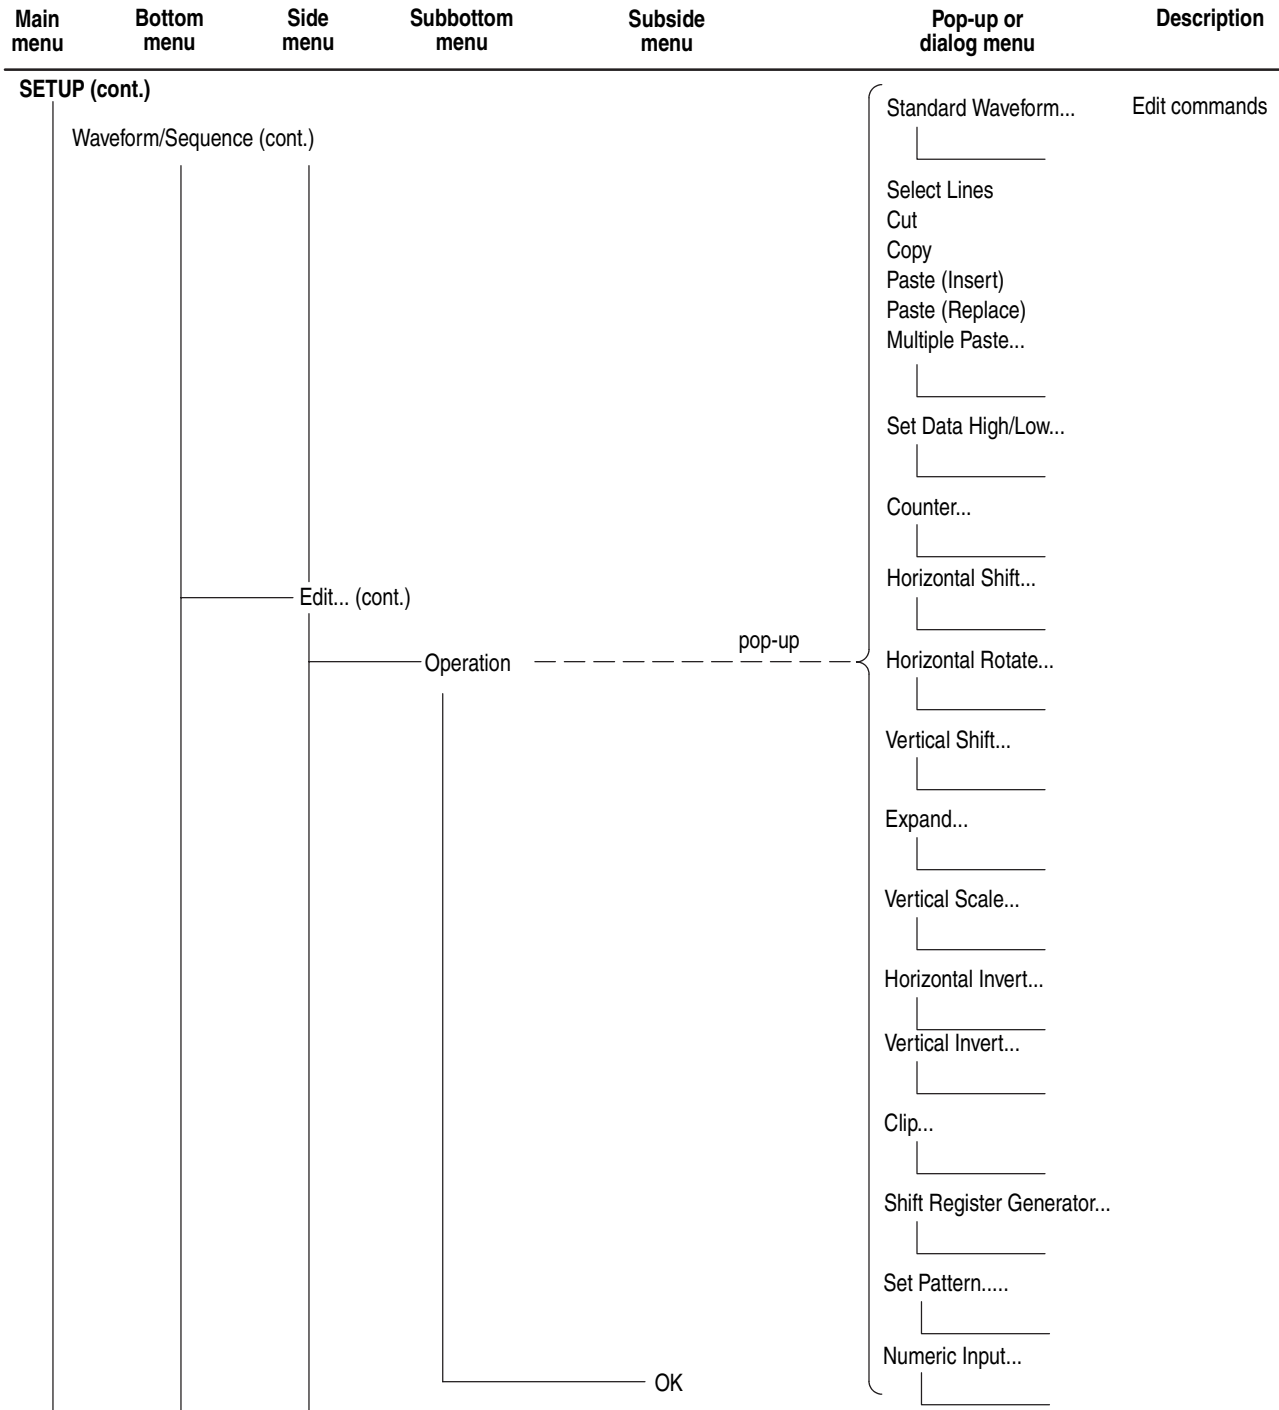 Main menu
Bottom menu
Side menu
Subbottom menu
Subside menu
Pop-up or dialog menu
Description
SETUP (cont.)
Waveform/Sequence (cont.)
Standard Waveform...
Edit commands
Select Lines
Cut
Copy
Paste (Insert)
Paste (Replace)
Multiple Paste...
Set Data High/Low...
Counter...
Horizontal Shift...
Edit... (cont.)
pop-up
Operation
Horizontal Rotate...
Vertical Shift...
Expand...
Vertical Scale...
Horizontal Invert...
Vertical Invert...
Clip...
Shift Register Generator...
Set Pattern.....
Numeric Input...
OK